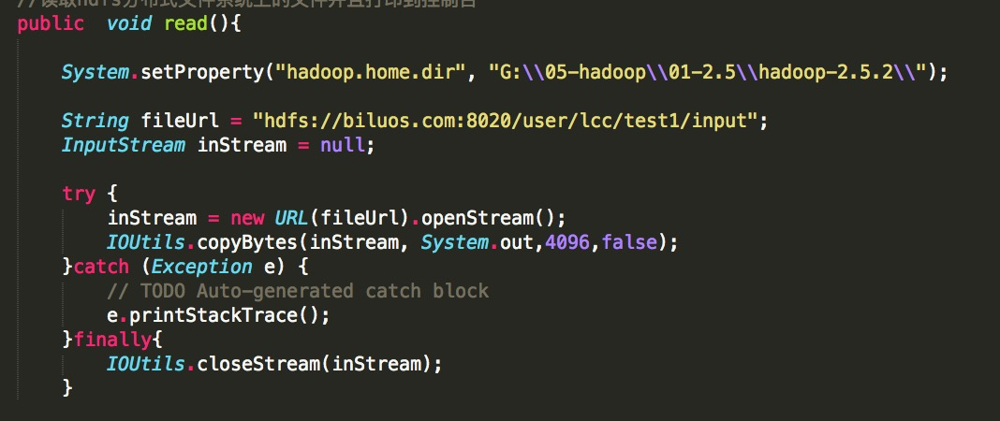 //读取hdfs分布式文件系统上的文件并且打印到控制台
public  void read(){
System.setProperty("hadoop.home.dir", "G:\\05-hadoop\\01-2.5\\hadoop-2.5.2\\");
String fileUrl = "hdfs://biluos.com:8020/user/lcc/test1/input";
InputStream inStream = null;
try {
inStream = new URL(fileUrl).openStream();
IOUtils.copyBytes(inStream, System.out,4096,false);
}catch (Exception e) {
// TODO Auto-generated catch block
e.printStackTrace();
}finally{
IOUtils.closeStream(inStream);
}